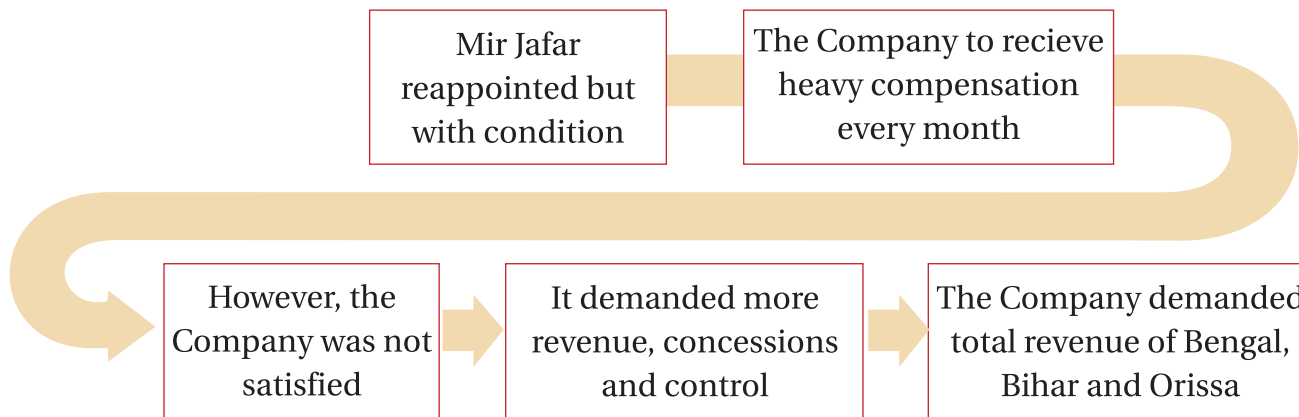 Mir Jafar
reappointed but
with condition
The Company to recieve
heavy compensation
every month
However, the
Company was not
satisfied
It demanded more
revenue, concessions
and control
The Company demanded
total revenue of Bengal,
Bihar and Orissa